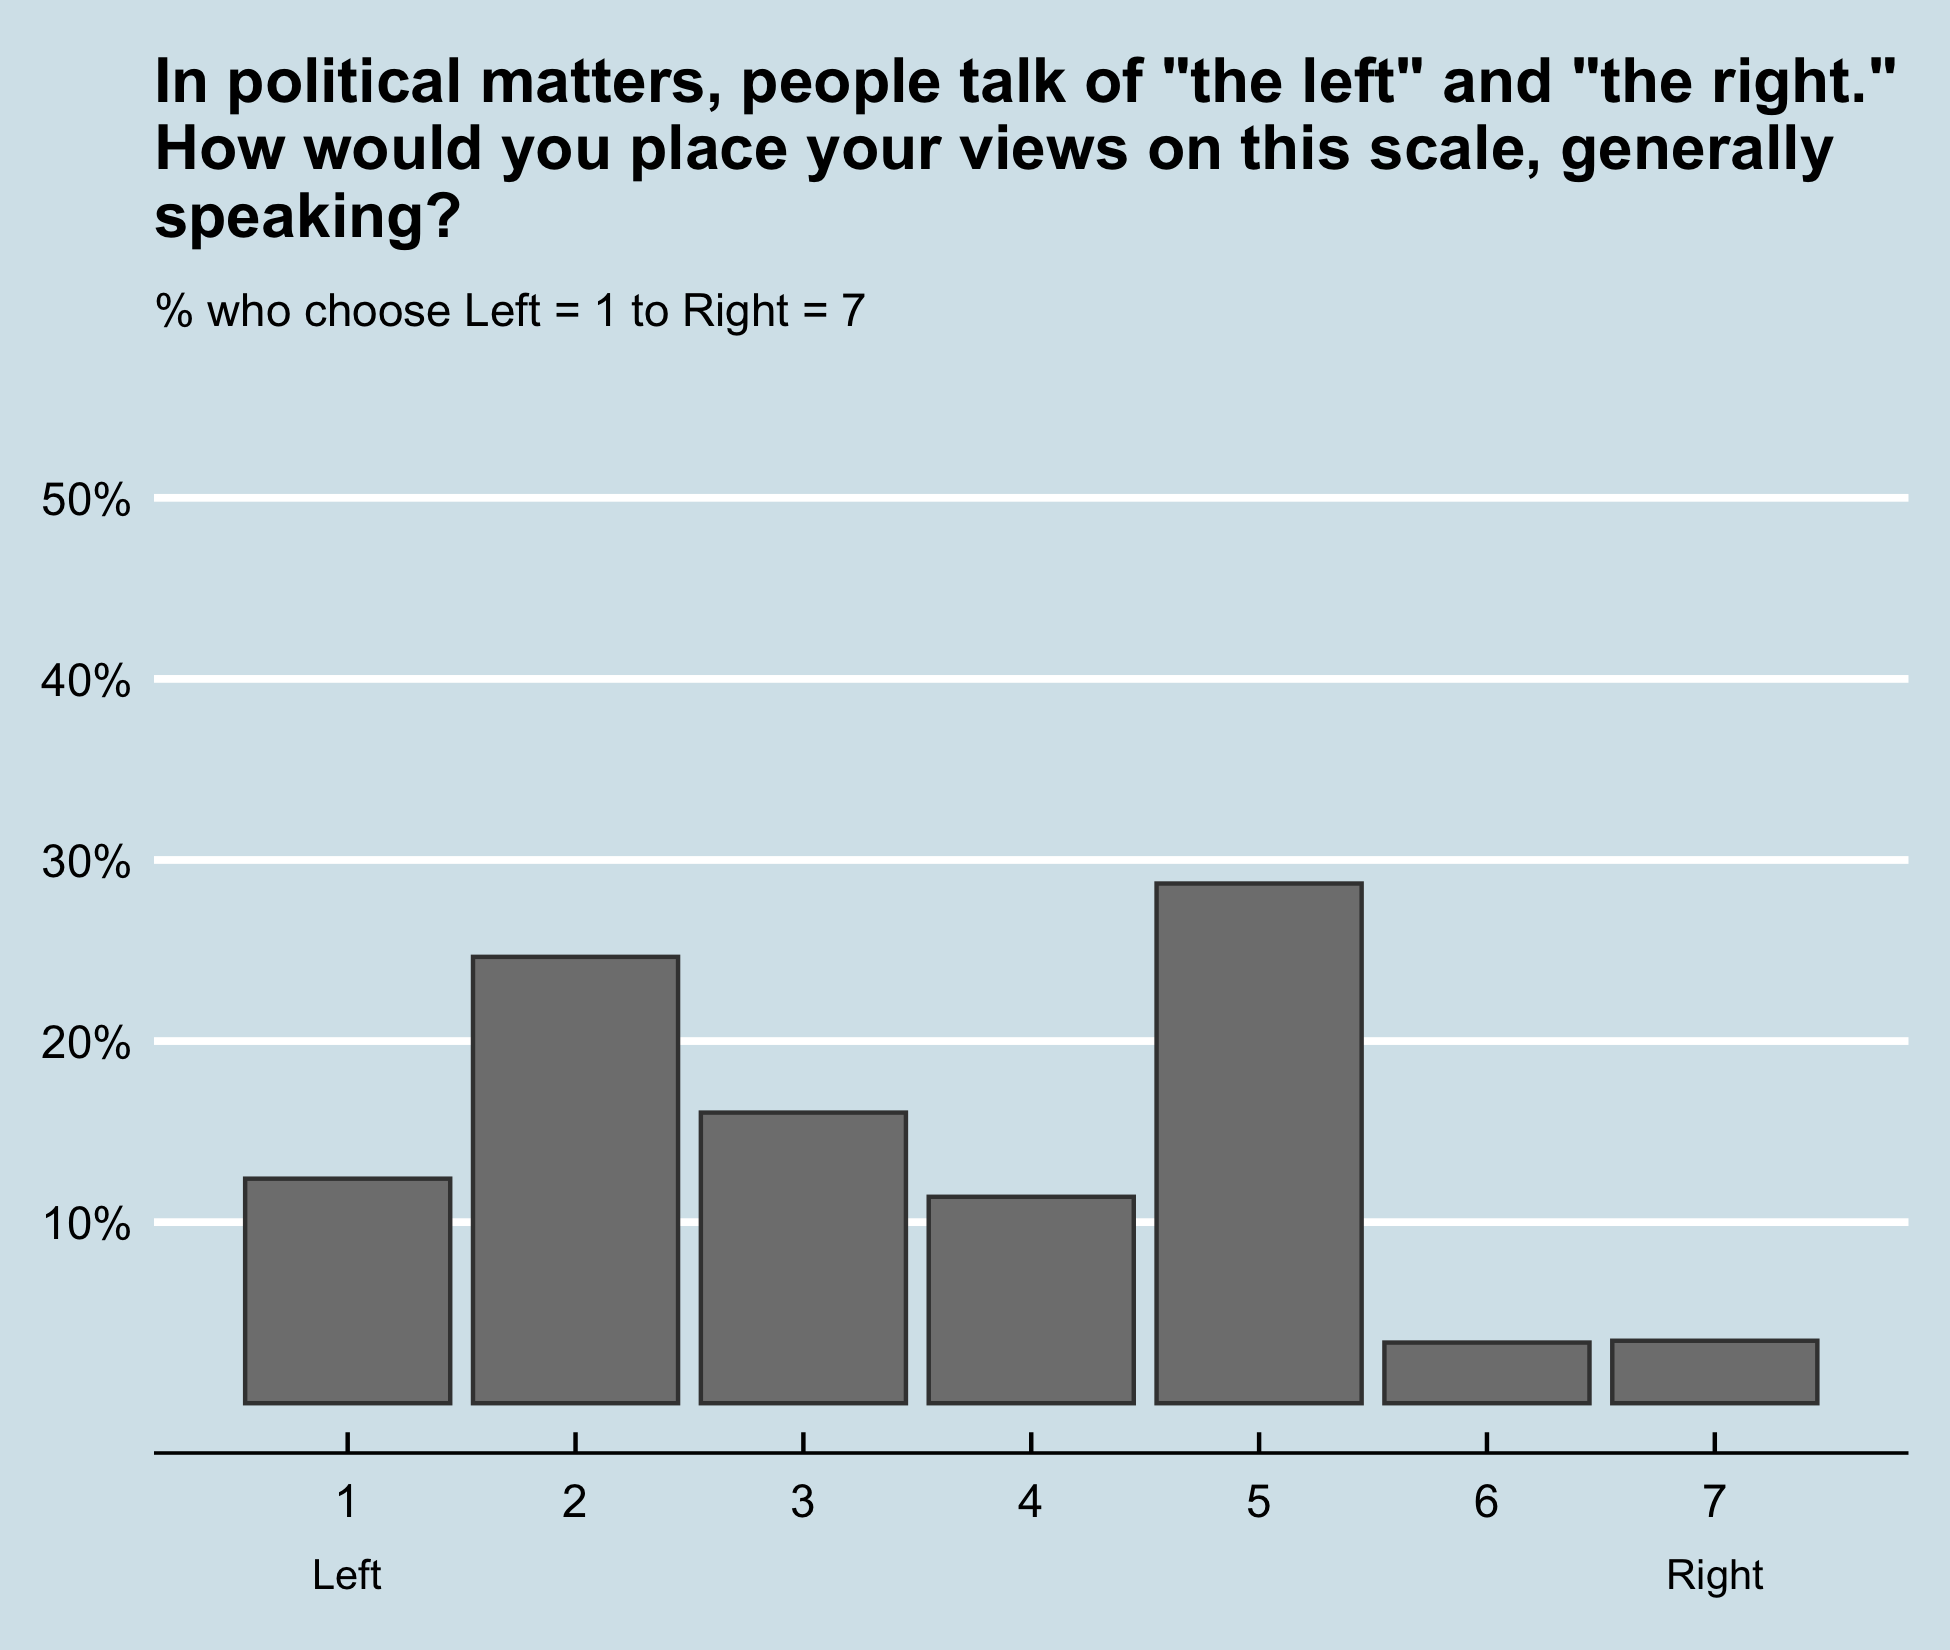 In political matters, people talk of "the left" and "the right."
How would you place your views on this scale, generally
speaking?
% who choose Left = 1 to Right = 7
50%
40%
30%
20%
10%
1 2 3 4 5 6 7
Left Right